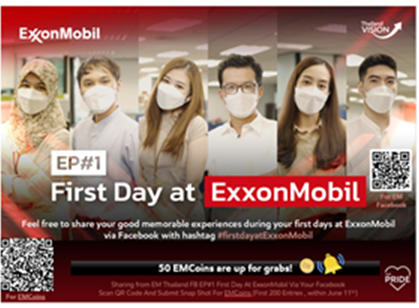 ExxonMobil
Thailand
VISION
EP#1
First Day at ExxonMobil
For EM
Facebook
Feel free to share your good memorable experiences during your first days at ExxonMobil
via Facebook with hashtag #firstdayatExxonMobil
50 EMCoins are up for grabs!
Sharing from EM Thailand FB EP#1 First Day At ExxonMobil Via Your Facebook
Scan QR Code And Submit Snap Shot For EMCoins (For 200 Entries , within June 11
For EMCoins
PRIDE